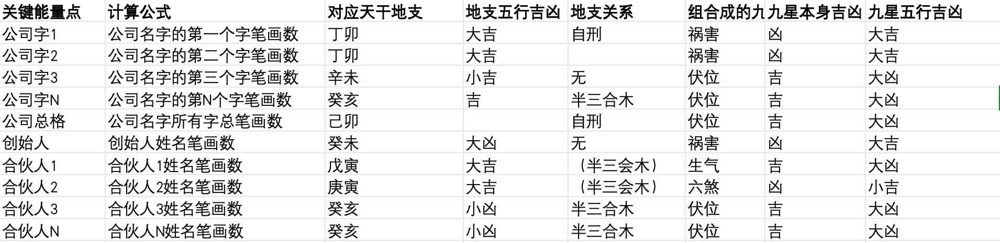 关键能量点 计算公式 对应天干地支 地支五行吉凶 地支关系 组合成的九 九星本身吉凶 九星五行吉凶
公司字1 公司名字的第一个字笔画数 丁卯 大吉 自刑 祸害 凶 大吉
公司字2 公司名字的第二个字笔画数 丁卯 大吉 祸害 凶 大吉
公司字3 公司名字的第三个字笔画数 辛未 小吉 无 伏位 吉 大凶
公司字N 公司名字的第N个字笔画数 癸亥 吉 半三合木 伏位 吉 大凶
公司总格 公司名字所有字总笔画数 己卯 自刑 伏位 吉 大凶
创始人 创始人姓名笔画数 癸未 大凶 无 祸害 凶 大吉
合伙人1 合伙人1姓名笔画数 戊寅 大吉 （半三会木） 生气 吉 大凶
合伙人2 合伙人2姓名笔画数 庚寅 大吉 （半三会木） 六煞 凶 小吉
合伙人3 合伙人3姓名笔画数 癸亥 小凶 半三合木 伏位 吉 大凶
合伙人N 合伙人N姓名笔画数 癸亥 小凶 半三合木 伏位 吉 大凶